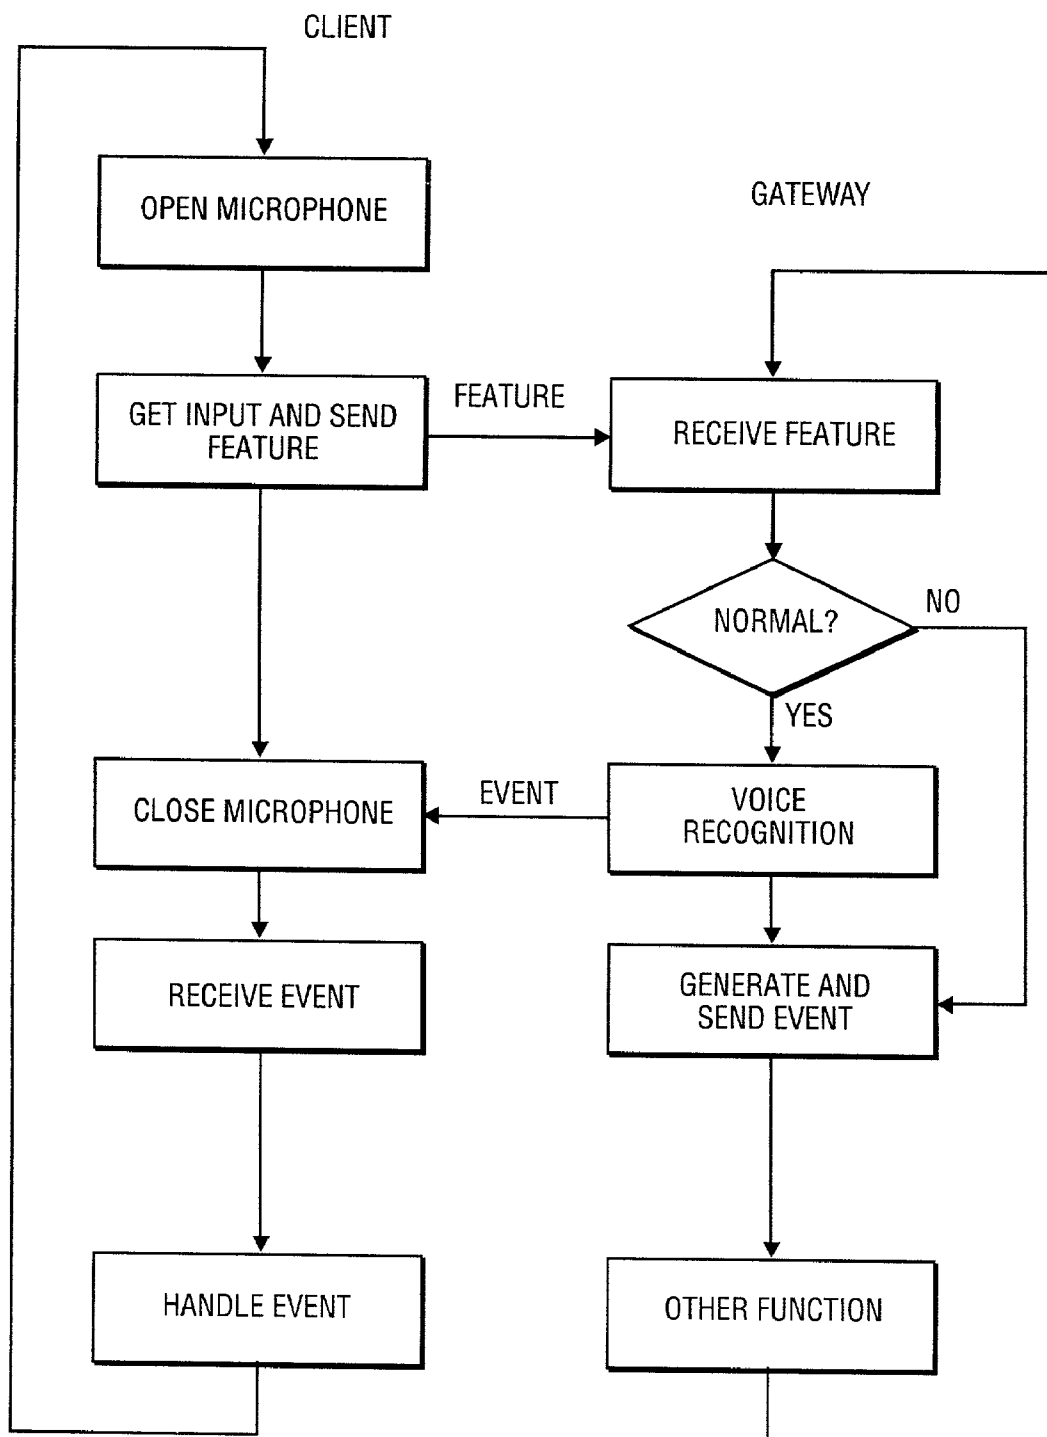 CLIENT
OPEN MICROPHONE
GATEWAY
GET INPUT AND SEND
FEATURE
FEATURE
RECEIVE FEATURE
NORMAL?
NO
YES
CLOSE MICROPHONE
EVENT
VOICE
RECOGNITION
RECEIVE EVENT
GENERATE AND
SEND EVENT
HANDLE EVENT
OTHER FUNCTION